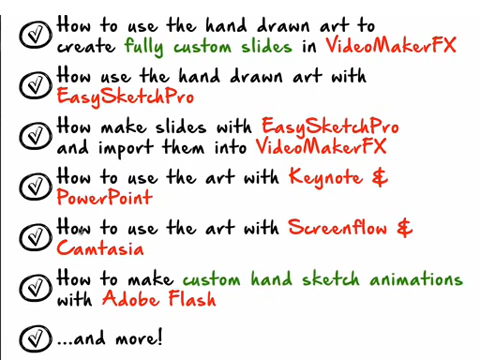 How to use the hand drawn art to
create fully custom slides in VideoMakerFX
How use the hand drawn art with
EasySketchPro
How make slides with EasySketchPro
and import them into VideoMakerFX
How to use the art with Keynote &
PowerPoint
How to use the art with Screenflow &
Camtasia
How to make custom hand sketch animations
with Adobe Flash
...and more!